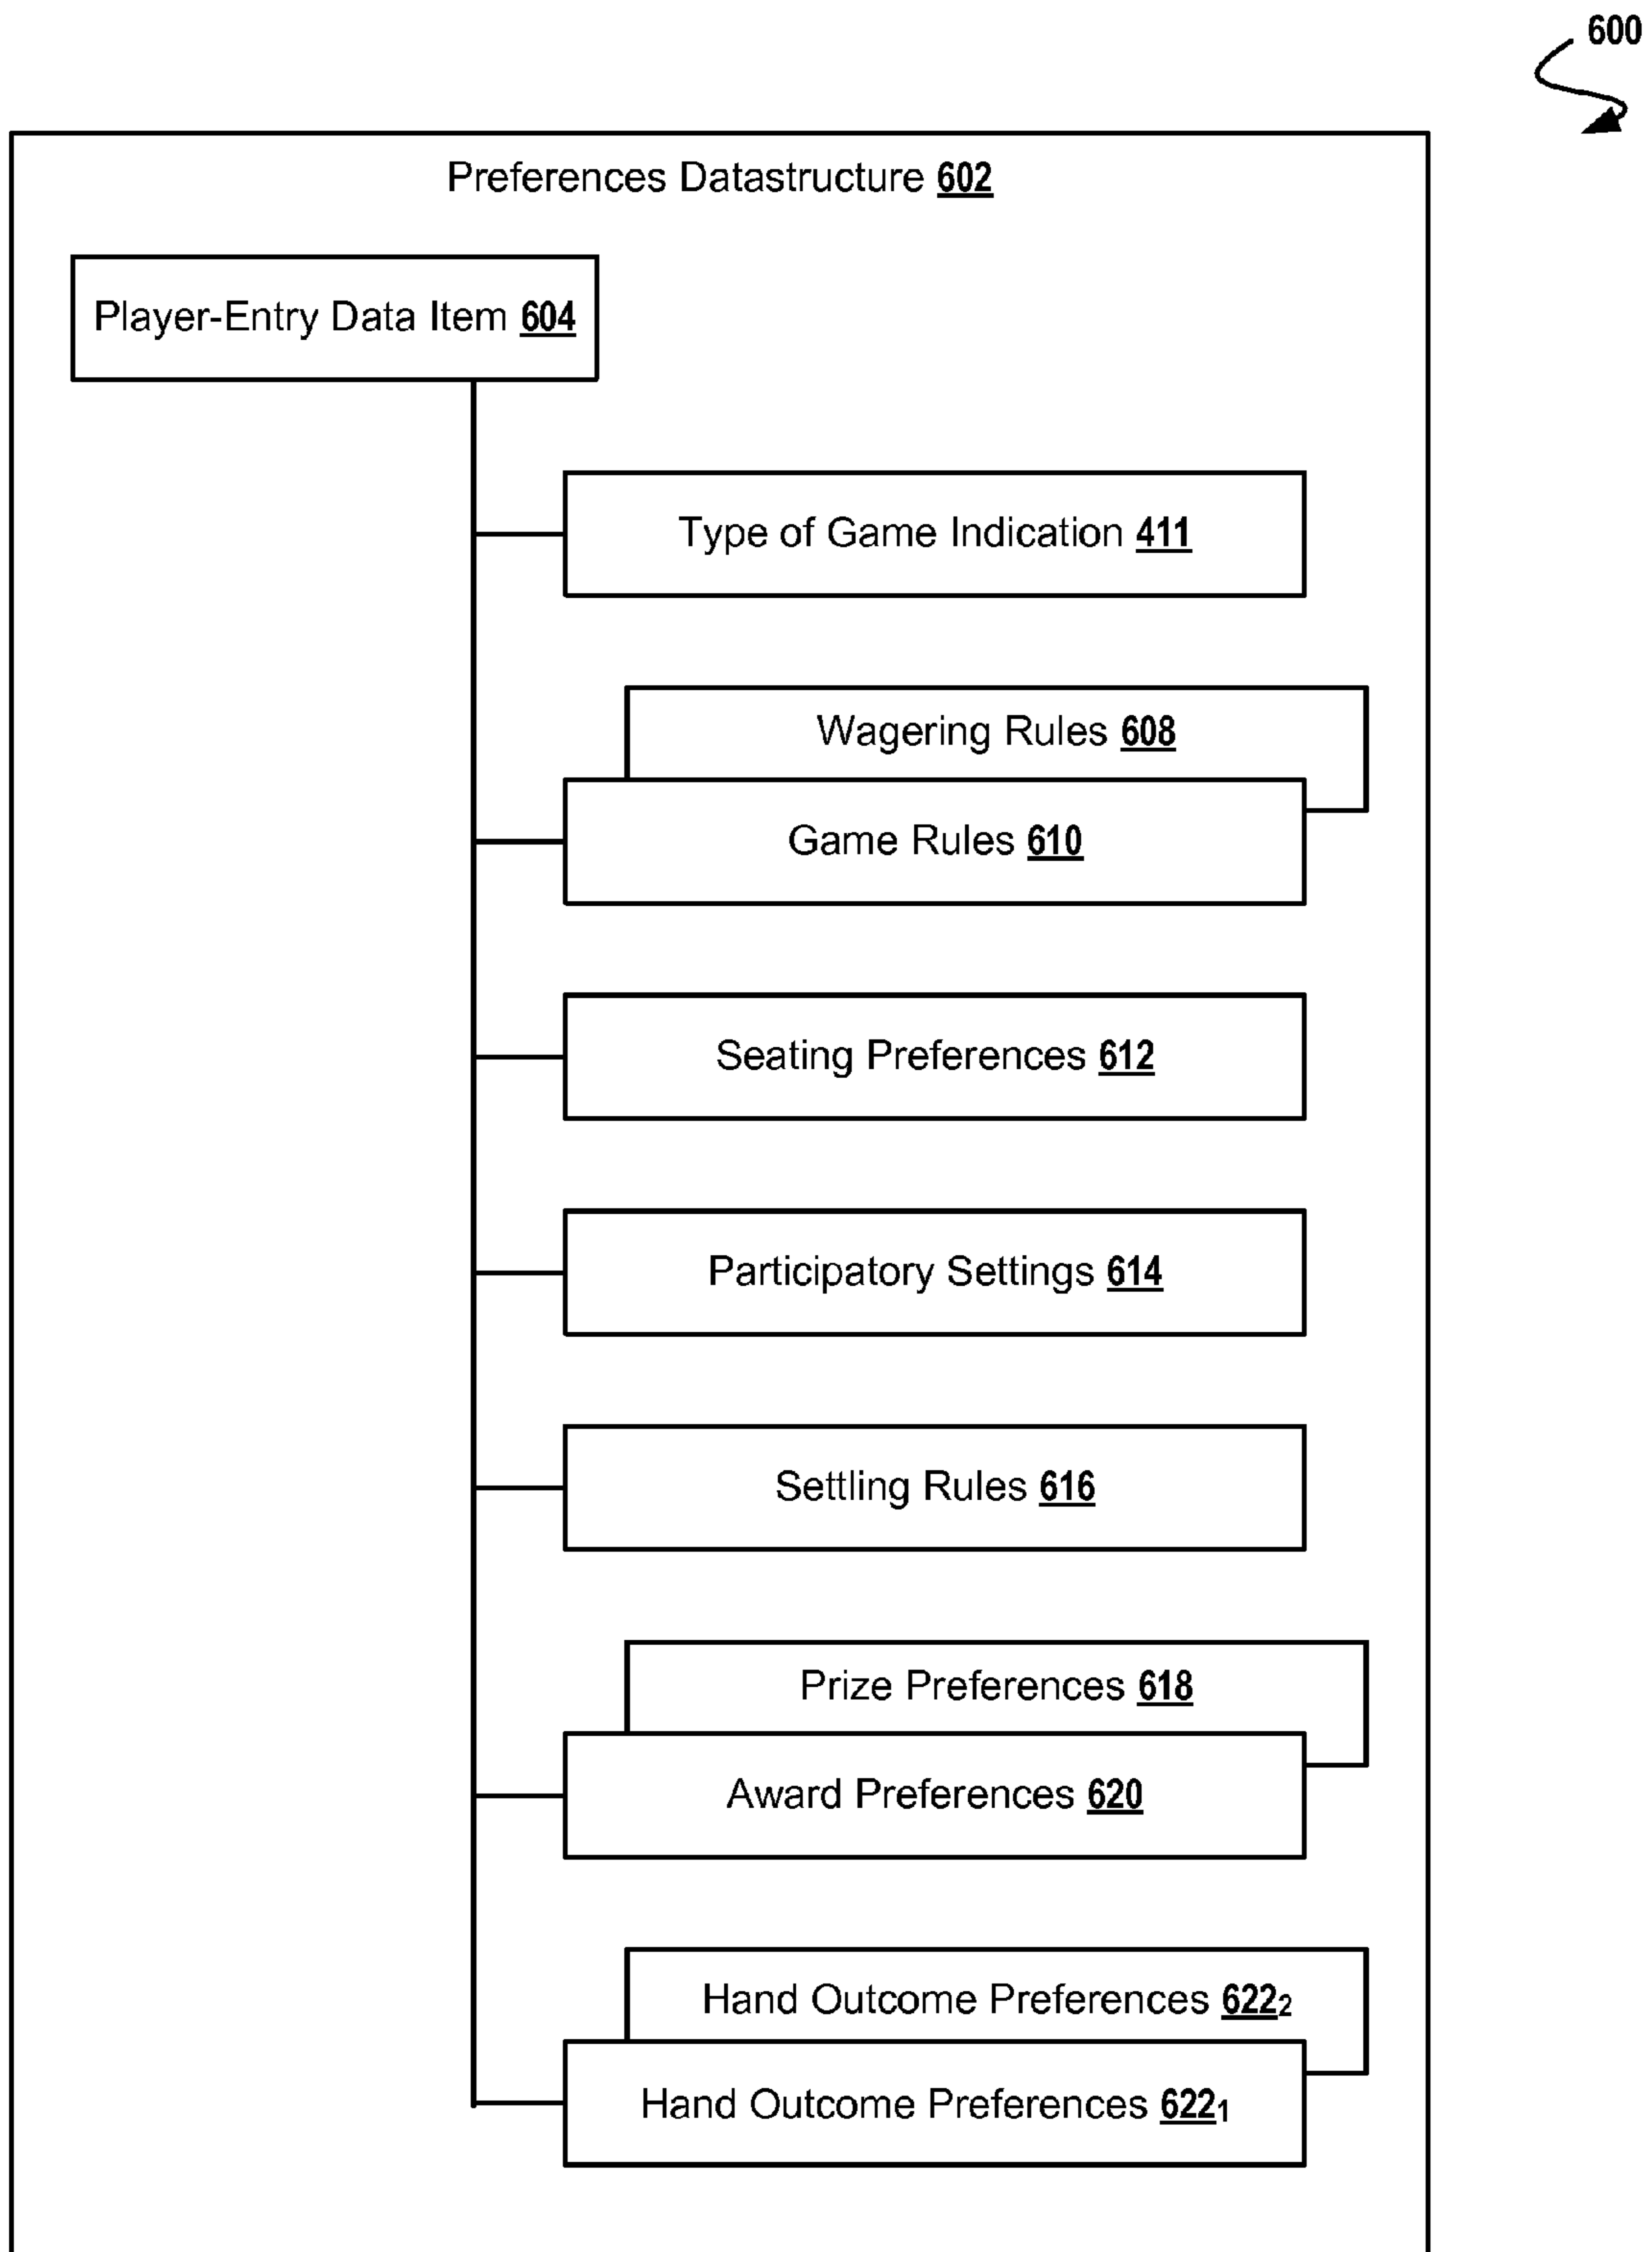 600
Preferences Datastructure 602
Player-Entry Data Item 604
Type of Game Indication 411
Wagering Rules 608
Game Rules 610
Seating Preferences 612
Participatory Settings 614
Settling Rules 616
Prize Preferences 618
Award Preferences 620
Hand Outcome Preferences 622₂
Hand Outcome Preferences 622₁